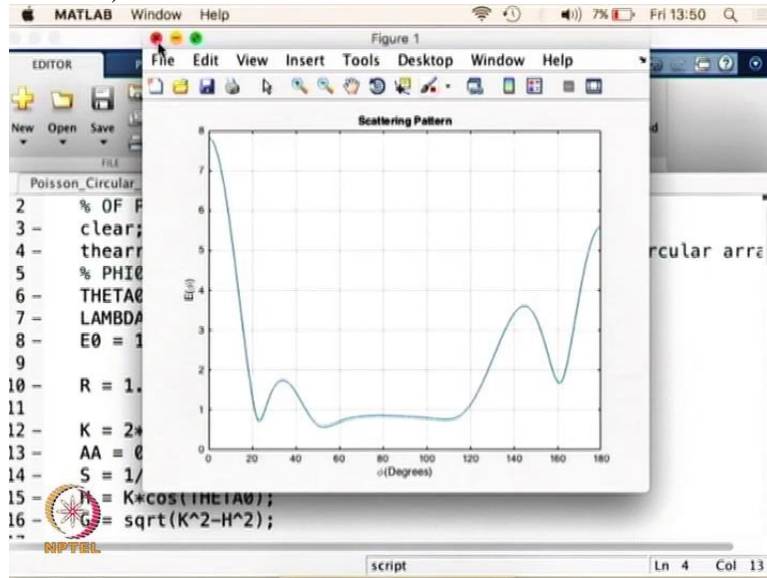 MATLAB Window Help 7% Fri 13:50
Figure 1
EDITOR
File Edit View Insert Tools Desktop Window Help
New Open Save
FILE
Poisson_Circular_
Scattering Pattern
8
7
6
5
4
3
2
1
0
0 20 40 60 80 100 120 140 160 180
E(ϕ)
ϕ(Degrees)
2 % OF P
3 – clear;
4 – thearr rcular arra
5 % PHI0
6 – THETA0
7 – LAMBDA
8 – E0 = 1
9
10 – R = 1.
11
12 – K = 2*
13 – AA = 0
14 – S = 1/
15 – H = K*cos(THETA0);
16 – G = sqrt(K^2-H^2);
NPTEL
script Ln 4 Col 13